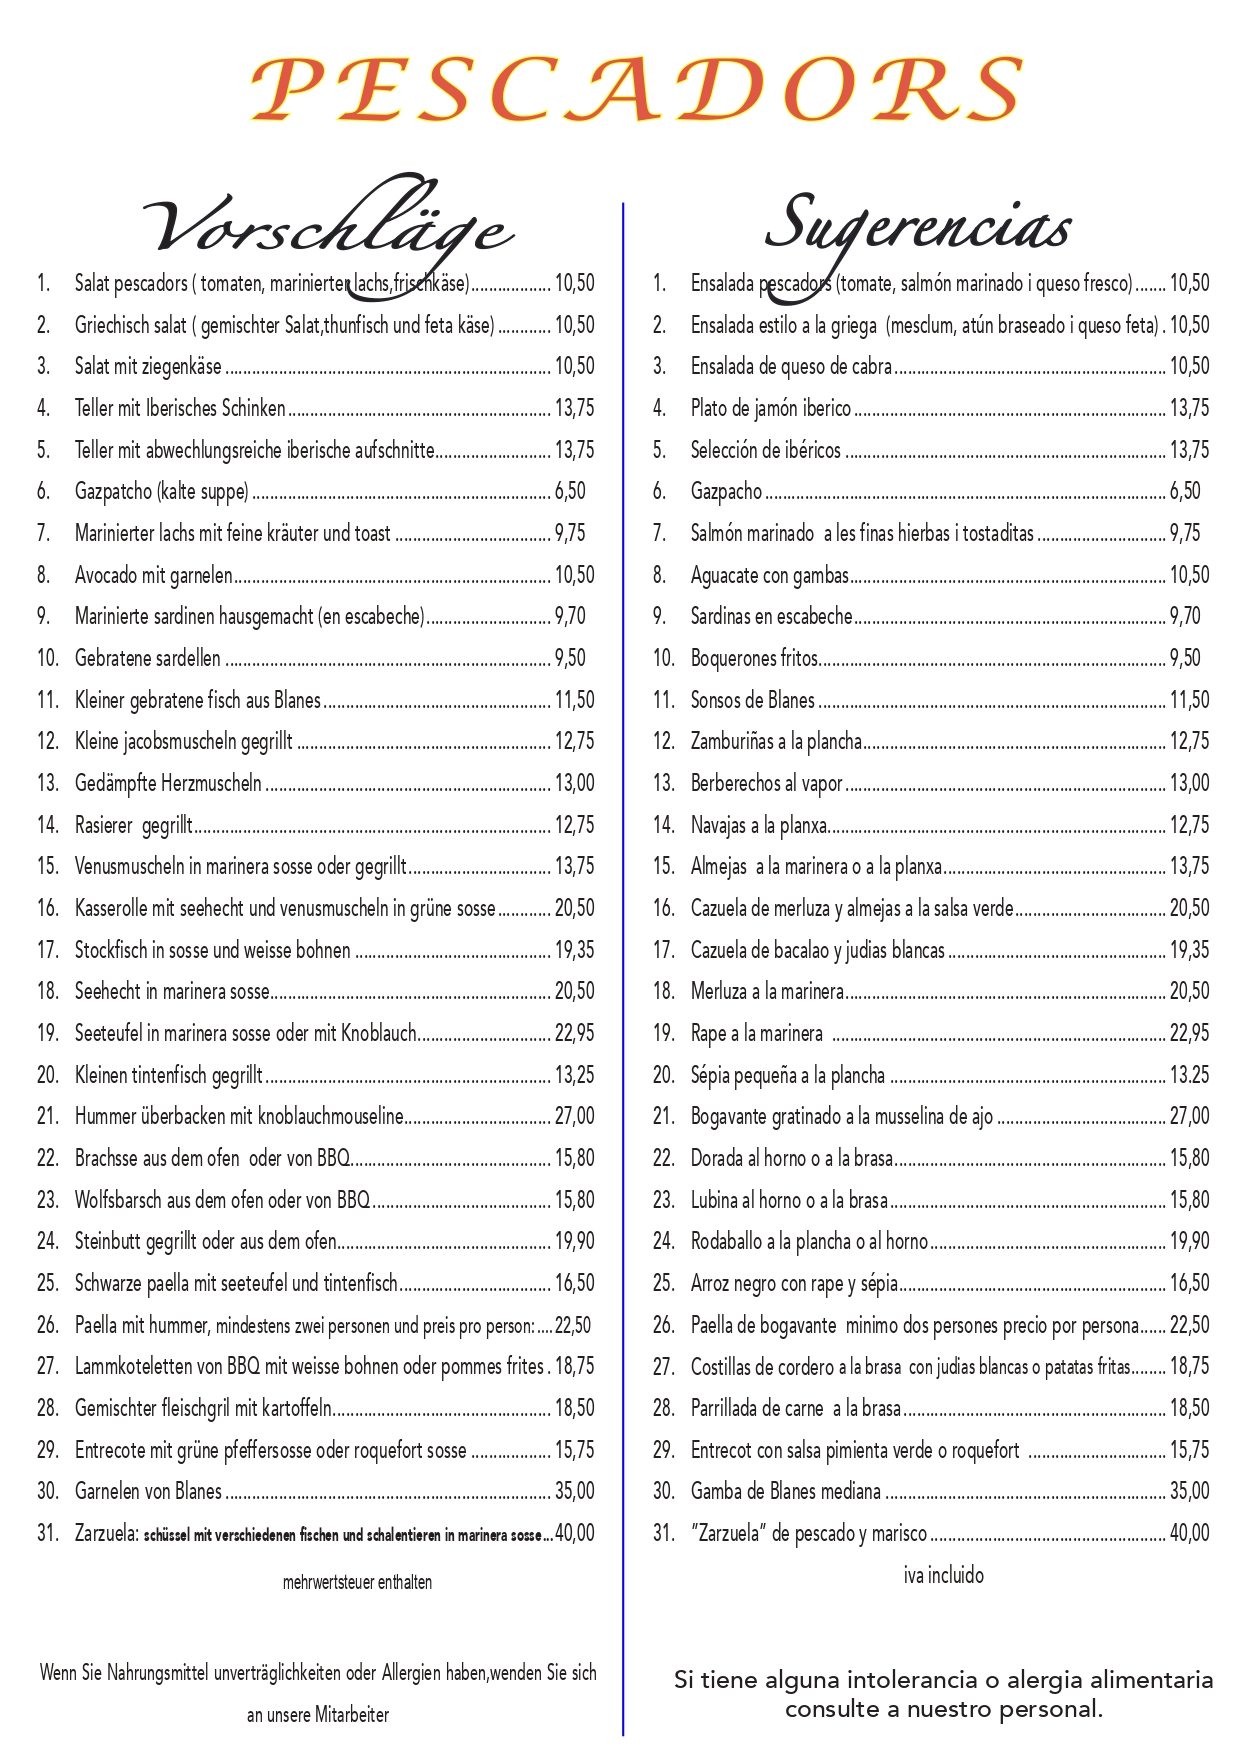 PESCADORS
Vorschläge
1. Salat pescadors ( tomaten, marinierter lachs,frischkäse).................. 10,50
2. Griechisch salat ( gemischter Salat,thunfisch und feta käse) ............ 10,50
3. Salat mit ziegenkäse ......................................................................... 10,50
4. Teller mit Iberisches Schinken ........................................................... 13,75
5. Teller mit abwechlungsreiche iberische aufschnitte.......................... 13,75
6. Gazpatcho (kalte suppe) ................................................................... 6,50
7. Marinierter lachs mit feine kräuter und toast ................................... 9,75
8. Avocado mit garnelen....................................................................... 10,50
9. Marinierte sardinen hausgemacht (en escabeche)............................ 9,70
10. Gebratene sardellen ......................................................................... 9,50
11. Kleiner gebratene fisch aus Blanes ................................................... 11,50
12. Kleine jacobsmuscheln gegrillt ......................................................... 12,75
13. Gedämpfte Herzmuscheln ................................................................ 13,00
14. Rasierer  gegrillt................................................................................ 12,75
15. Venusmuscheln in marinera sosse oder gegrillt................................ 13,75
16. Kasserolle mit seehecht und venusmuscheln in grüne sosse ............ 20,50
17. Stockfisch in sosse und weisse bohnen ............................................ 19,35
18. Seehecht in marinera sosse............................................................... 20,50
19. Seeteufel in marinera sosse oder mit Knoblauch.............................. 22,95
20. Kleinen tintenfisch gegrillt ................................................................ 13,25
21. Hummer überbacken mit knoblauchmouseline................................. 27,00
22. Brachsse aus dem ofen  oder von BBQ............................................. 15,80
23. Wolfsbarsch aus dem ofen oder von BBQ ........................................ 15,80
24. Steinbutt gegrillt oder aus dem ofen................................................ 19,90
25. Schwarze paella mit seeteufel und tintenfisch.................................. 16,50
26. Paella mit hummer, mindestens zwei personen und preis pro person: .... 22,50
27. Lammkoteletten von BBQ mit weisse bohnen oder pommes frites . 18,75
28. Gemischter fleischgril mit kartoffeln................................................. 18,50
29. Entrecote mit grüne pfeffersosse oder roquefort sosse .................. 15,75
30. Garnelen von Blanes ......................................................................... 35,00
31. Zarzuela: schüssel mit verschiedenen fischen und schalentieren in marinera sosse ... 40,00
mehrwertsteuer enthalten
Wenn Sie Nahrungsmittel unverträglichkeiten oder Allergien haben,wenden Sie sich
an unsere Mitarbeiter
Sugerencias
1. Ensalada pescadors (tomate, salmón marinado i queso fresco) ....... 10,50
2. Ensalada estilo a la griega  (mesclum, atún braseado i queso feta) . 10,50
3. Ensalada de queso de cabra ............................................................. 10,50
4. Plato de jamón iberico ...................................................................... 13,75
5. Selección de ibéricos ........................................................................ 13,75
6. Gazpacho .......................................................................................... 6,50
7. Salmón marinado  a les finas hierbas i tostaditas ............................. 9,75
8. Aguacate con gambas....................................................................... 10,50
9. Sardinas en escabeche...................................................................... 9,70
10. Boquerones fritos.............................................................................. 9,50
11. Sonsos de Blanes .............................................................................. 11,50
12. Zamburiñas a la plancha.................................................................... 12,75
13. Berberechos al vapor ........................................................................ 13,00
14. Navajas a la planxa............................................................................ 12,75
15. Almejas  a la marinera o a la planxa.................................................. 13,75
16. Cazuela de merluza y almejas a la salsa verde.................................. 20,50
17. Cazuela de bacalao y judias blancas ................................................. 19,35
18. Merluza a la marinera........................................................................ 20,50
19. Rape a la marinera  ........................................................................... 22,95
20. Sépia pequeña a la plancha .............................................................. 13.25
21. Bogavante gratinado a la musselina de ajo ...................................... 27,00
22. Dorada al horno o a la brasa............................................................. 15,80
23. Lubina al horno o a la brasa .............................................................. 15,80
24. Rodaballo a la plancha o al horno ..................................................... 19,90
25. Arroz negro con rape y sépia............................................................ 16,50
26. Paella de bogavante  minimo dos persones precio por persona...... 22,50
27. Costillas de cordero a la brasa  con judias blancas o patatas fritas........ 18,75
28. Parrillada de carne  a la brasa ........................................................... 18,50
29. Entrecot con salsa pimienta verde o roquefort  ............................... 15,75
30. Gamba de Blanes mediana ............................................................... 35,00
31. ”Zarzuela” de pescado y marisco ..................................................... 40,00
iva incluido
Si tiene alguna intolerancia o alergia alimentaria
consulte a nuestro personal.